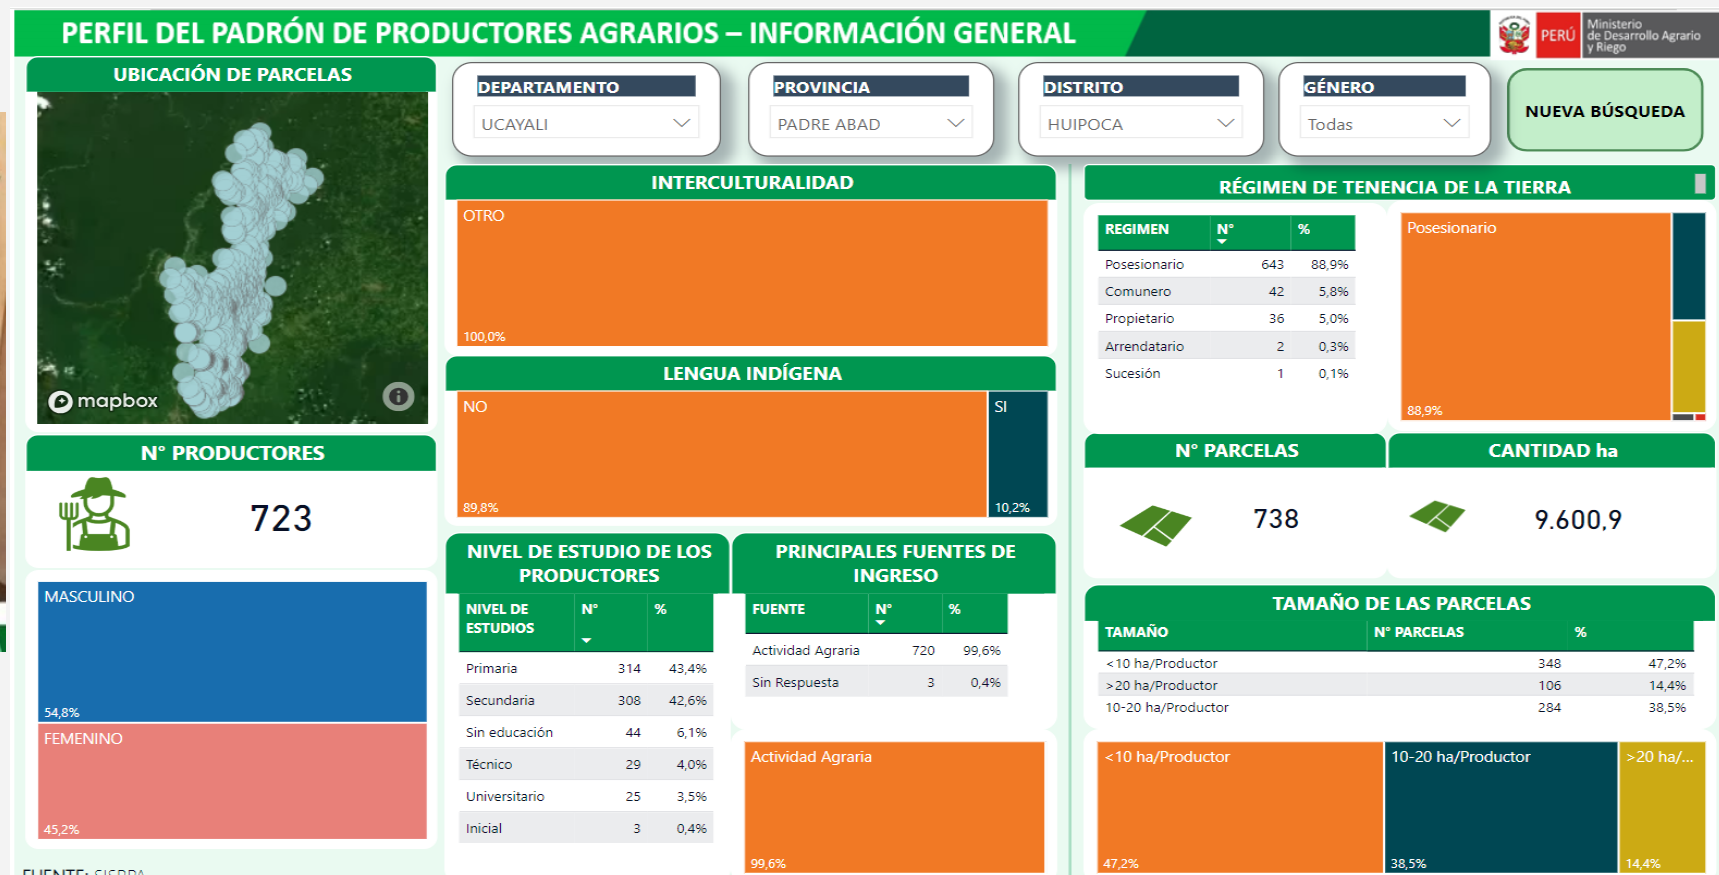 PERFIL DEL PADRÓN DE PRODUCTORES AGRARIOS – INFORMACIÓN GENERAL
PERÚ
Ministerio
de Desarrollo Agrario
y Riego
UBICACIÓN DE PARCELAS
mapbox
DEPARTAMENTO
UCAYALI
PROVINCIA
PADRE ABAD
DISTRITO
HUIPOCA
GÉNERO
Todas
NUEVA BÚSQUEDA
N° PRODUCTORES
723
MASCULINO
54,8%
FEMENINO
45,2%
INTERCULTURALIDAD
OTRO
100,0%
LENGUA INDÍGENA
NO
89,8%
SI
10,2%
NIVEL DE ESTUDIO DE LOS
PRODUCTORES
NIVEL DE ESTUDIOS N° %
Primaria 314 43,4%
Secundaria 308 42,6%
Sin educación 44 6,1%
Técnico 29 4,0%
Universitario 25 3,5%
Inicial 3 0,4%
PRINCIPALES FUENTES DE
INGRESO
FUENTE N° %
Actividad Agraria 720 99,6%
Sin Respuesta 3 0,4%
Actividad Agraria
99,6%
RÉGIMEN DE TENENCIA DE LA TIERRA
REGIMEN N° %
Posesionario 643 88,9%
Comunero 42 5,8%
Propietario 36 5,0%
Arrendatario 2 0,3%
Sucesión 1 0,1%
Posesionario
88,9%
N° PARCELAS
738
CANTIDAD ha
9.600,9
TAMAÑO DE LAS PARCELAS
TAMAÑO N° PARCELAS %
<10 ha/Productor 348 47,2%
>20 ha/Productor 106 14,4%
10-20 ha/Productor 284 38,5%
<10 ha/Productor
47,2%
10-20 ha/Productor
38,5%
>20 ha/...
14,4%
FUENTE: SISPPA